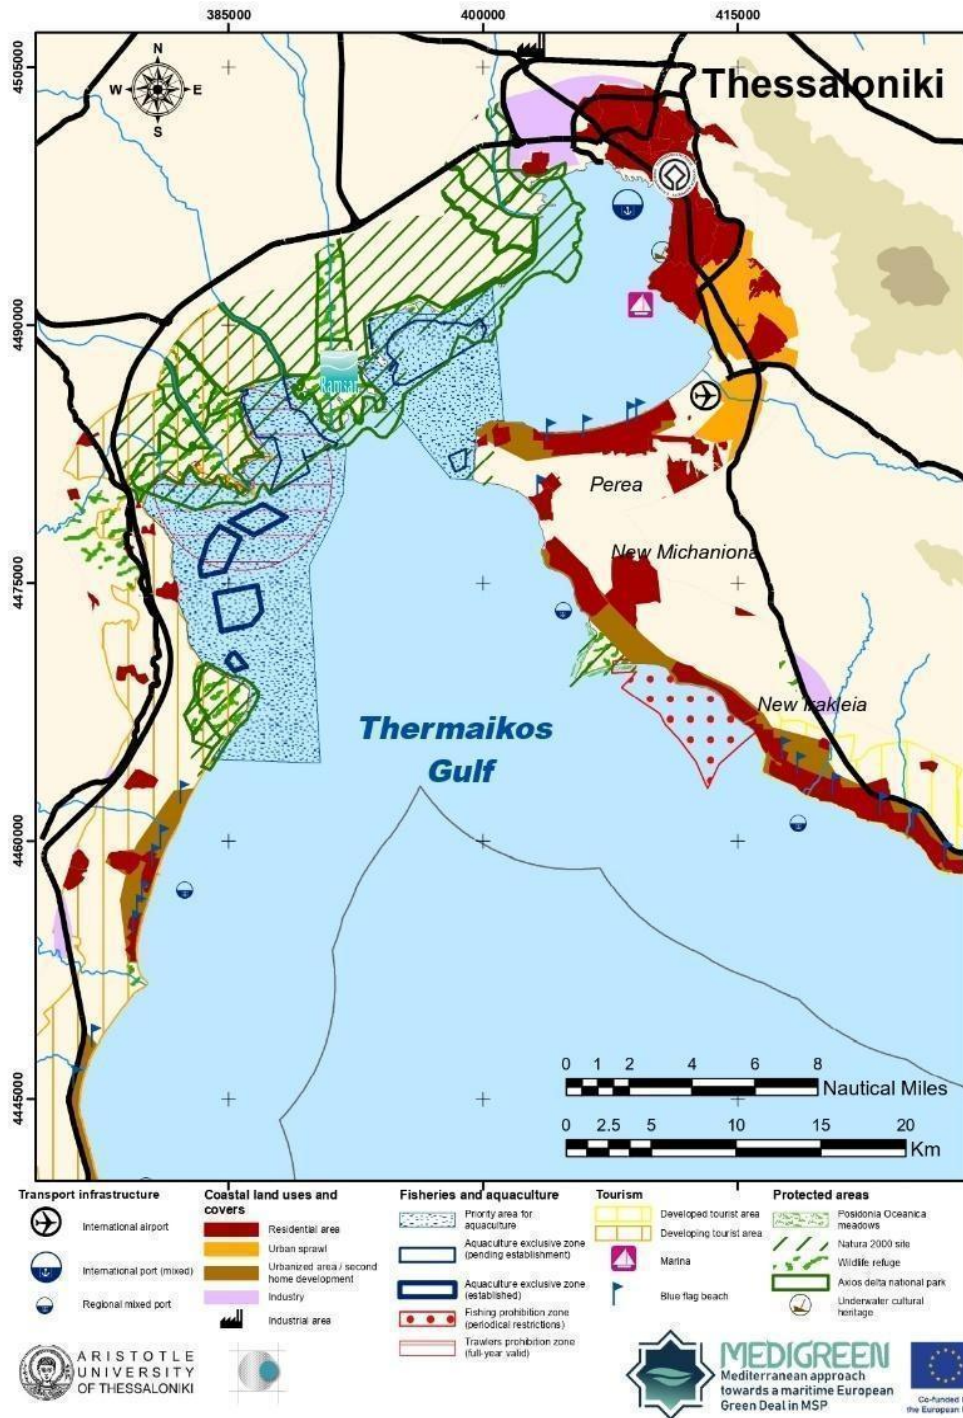 385000
400000
415000
4505000
N
W
E
S
Thessaloniki
4490000
Ramsar
Perea
4475000
New Michaniona
New Irakleia
Thermaikos
Gulf
4460000
0 1 2 4 6 8
Nautical Miles
4445000
0 2.5 5 10 15 20
Km
Transport infrastructure
International airport
International port (mixed)
Regional mixed port
Coastal land uses and
covers
Residential area
Urban sprawl
Urbanized area / second
home development
Industry
Industrial area
Fisheries and aquaculture
Priority area for
aquaculture
Aquaculture exclusive zone
(pending establishment)
Aquaculture exclusive zone
(established)
Fishing prohibition zone
(periodical restrictions)
Trawlers prohibition zone
(full-year valid)
Tourism
Developed tourist area
Developing tourist area
Marina
Blue flag beach
Protected areas
Posidonia Oceanica
meadows
Natura 2000 site
Wildlife refuge
Axios delta national park
Underwater cultural
heritage
ARISTOTLE
UNIVERSITY
OF THESSALONIKI
MEDIGREEN
Mediterranean approach
towards a maritime European
Green Deal in MSP
Co-funded
the European